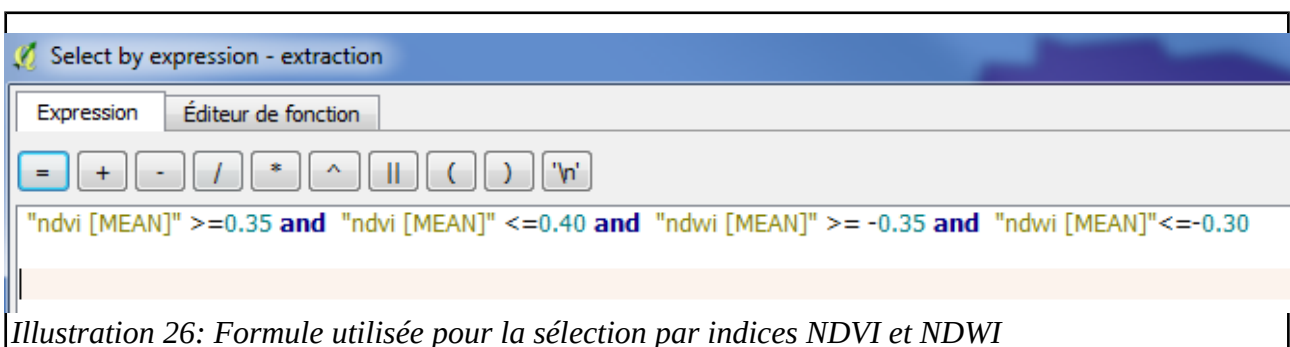 Select by expression - extraction
Expression Éditeur de fonction
= + - / * ^ || ( ) '\n'
"ndvi [MEAN]" >=0.35 and "ndvi [MEAN]" <=0.40 and "ndwi [MEAN]" >= -0.35 and "ndwi [MEAN]"<=-0.30
Illustration 26: Formule utilisée pour la sélection par indices NDVI et NDWI